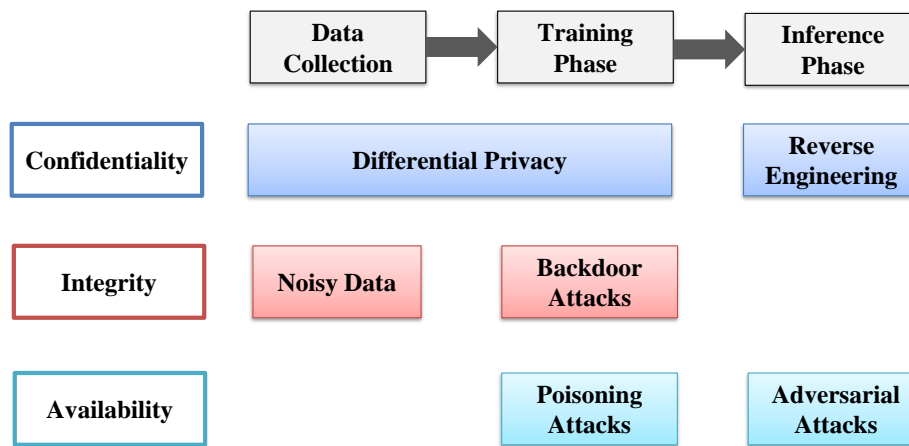 Data
Collection
Training
Phase
Inference
Phase
Confidentiality
Differential Privacy
Reverse
Engineering
Integrity
Noisy Data
Backdoor
Attacks
Availability
Poisoning
Attacks
Adversarial
Attacks